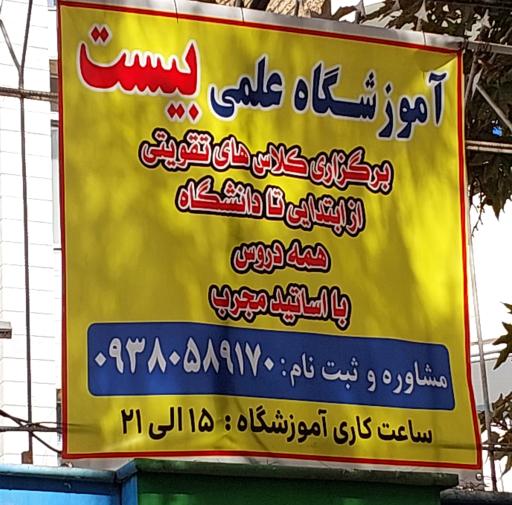 آموزشگاه علمی بیست
برگزاری کلاس های تقویتی
از ابتدایی تا دانشگاه
همه دروس
با اساتید مجرب
مشاوره و ثبت نام: ۰۹۳۸۰۵۸۹۱۷۰
ساعت کاری آموزشگاه : ۱۵ الی ۲۱